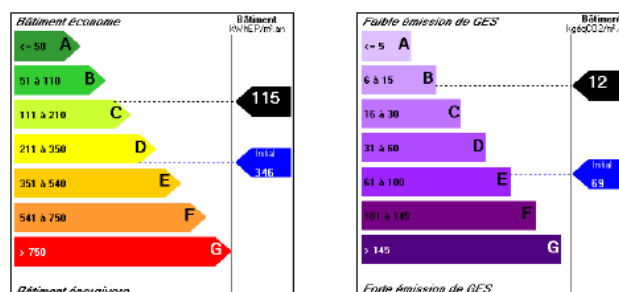 Bâtiment économe
Bâtiment
KWhEP/m².an
<= 50 A
51 à 110 B
115
111 à 210 C
211 à 350 D
Initial
346
351 à 540 E
541 à 750 F
> 750 G
Bâtiment énergivore
Faible émission de GES
Bâtiment
kgéqCO2/m².
<= 5 A
6 à 15 B
12
16 à 30 C
31 à 60 D
Initial
69
61 à 100 E
101 à 145 F
> 145 G
Forte émission de GES